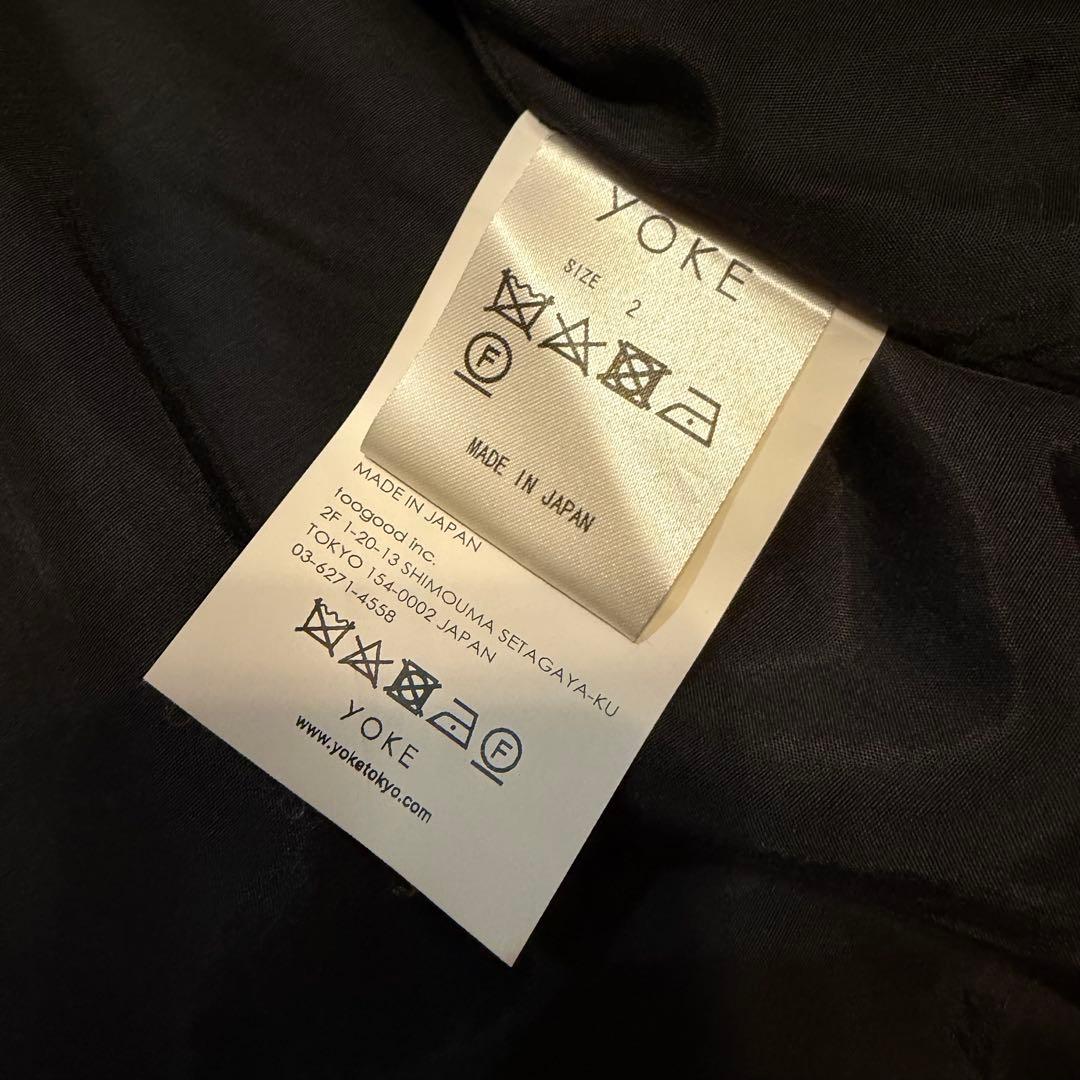 YOKE
SIZE 2
F
MADE IN JAPAN
MADE IN JAPAN
toogood inc.
2F 1-20-13 SHIMOUMA SETAGAYA-KU
TOKYO 154-0002 JAPAN
03-6271-4558
F
YOKE
www.yoketokyo.com